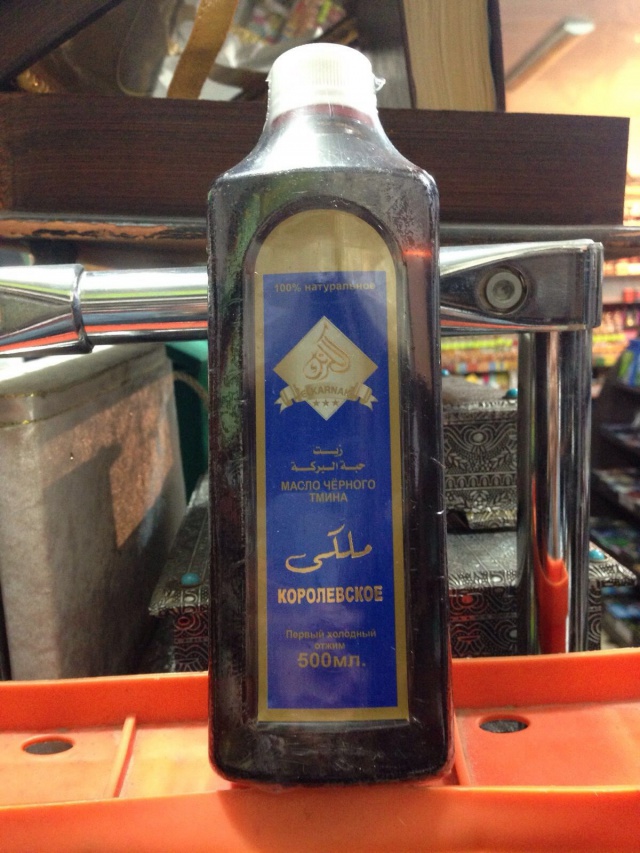 100% натуральное
زيت
حبة البركة
МАСЛО ЧЁРНОГО
ТМИНА
ملكي
КОРОЛЕВСКОЕ
Первый холодный
отжим
500мл.